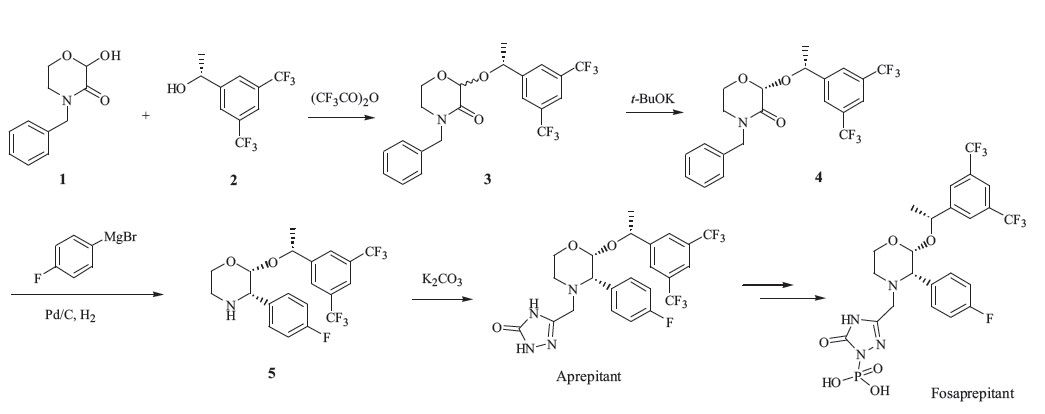 O OH
N O
1
+
HO CF3
CF3
2
(CF3CO)2O
O O CF3
N O
CF3
3
t-BuOK
O O CF3
N O
CF3
4
MgBr
F
Pd/C, H2
O O CF3
N
H
CF3
F
5
K2CO3
O O CF3
N
CF3
H
N
F
O
HN N
Aprepitant
CF3
CF3
O O
N
HN
F
O N
N
HO P O
OH
Fosaprepitant